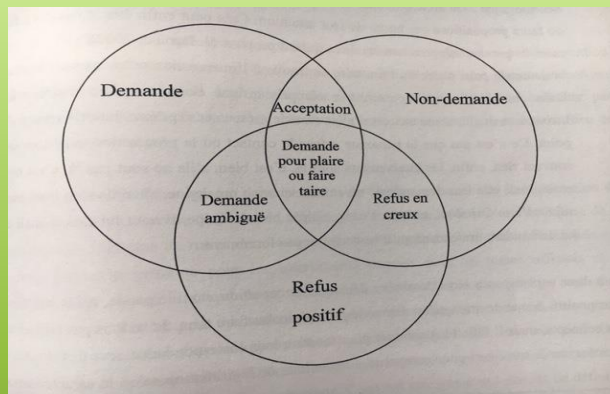 Demande
Non-demande
Acceptation
Demande
pour plaire
ou faire
taire
Demande
ambiguë
Refus en
creux
Refus
positif